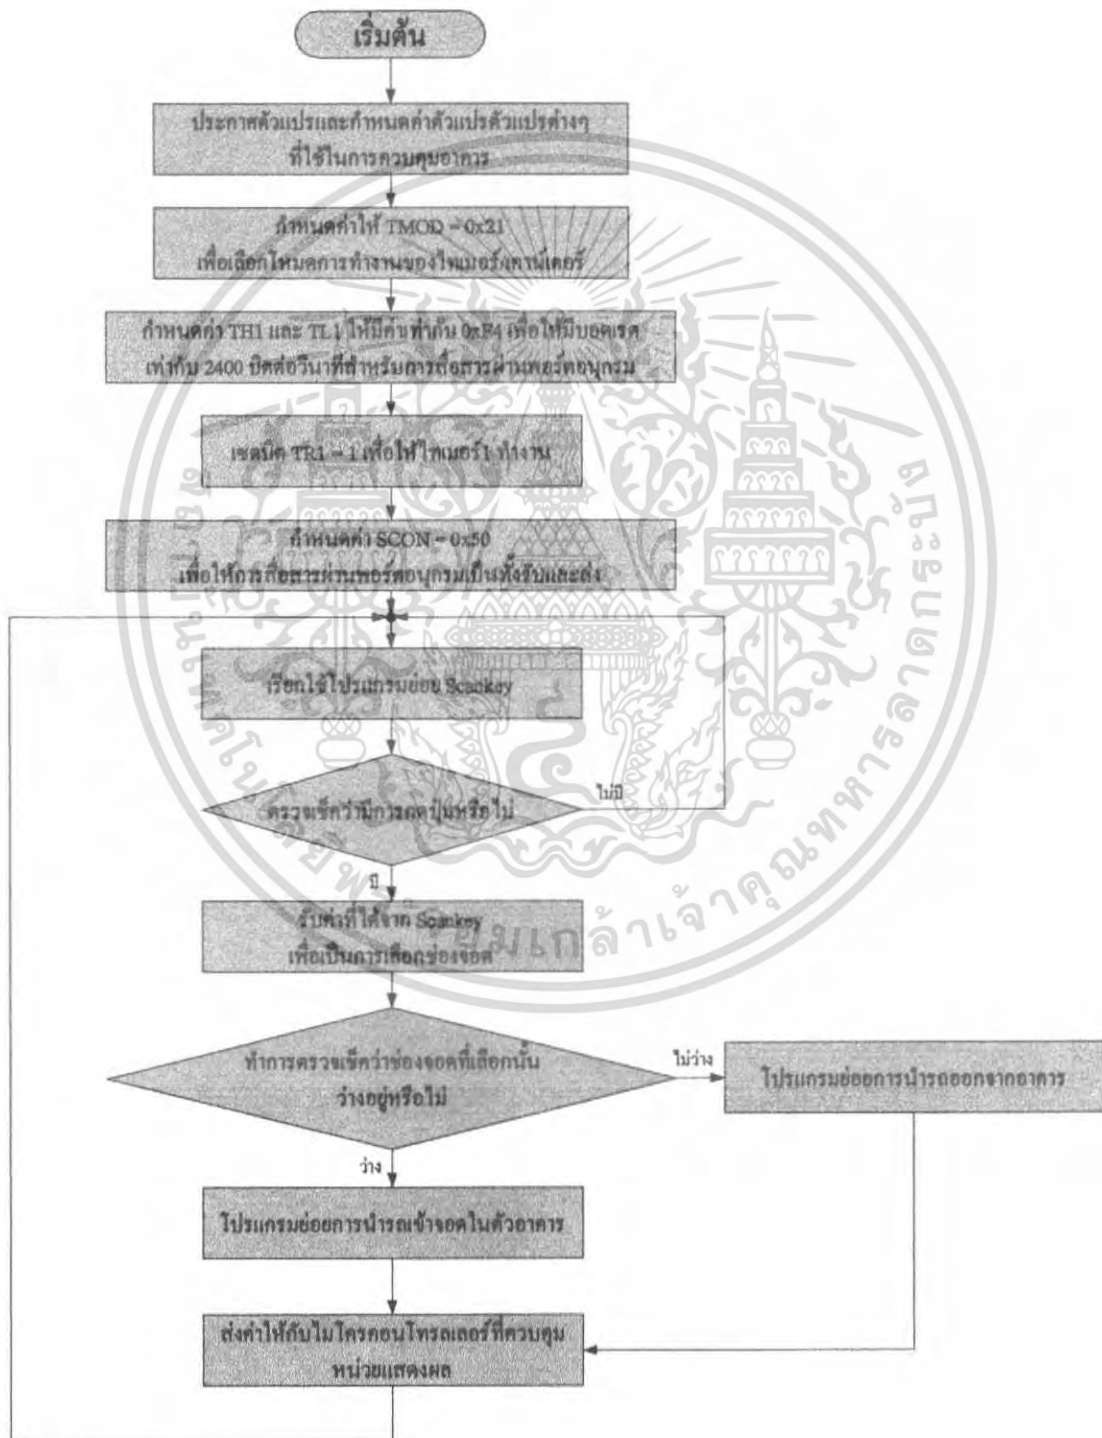 เริ่มต้น
ประกาศตัวแปรและกำหนดค่าตัวแปรตัวแปรต่างๆ
ที่ใช้ในการควบคุมอาคาร
กำหนดค่าให้ TMOD = 0x21
เพื่อเลือกโหมดการทำงานของไทเมอร์/เคาน์เตอร์
กำหนดค่า TH1 และ TL1 ให้มีค่าเท่ากับ 0xF4 เพื่อให้มีบอดเรต
เท่ากับ 2400 บิตต่อวินาทีสำหรับการสื่อสารผ่านพอร์ตอนุกรม
เซตบิต TR1 = 1 เพื่อให้ไทเมอร์1 ทำงาน
กำหนดค่า SCON = 0x50
เพื่อให้การสื่อสารผ่านพอร์ตอนุกรมเป็นทั้งรับและส่ง
เรียกใช้โปรแกรมย่อย Scankey
ตรวจเช็คว่ามีการกดปุ่มหรือไม่
ไม่มี
มี
รับค่าที่ได้จาก Scankey
เพื่อเป็นการเลือกช่องจอด
ทำการตรวจเช็คว่าช่องจอดที่เลือกนั้น
ว่างอยู่หรือไม่
ไม่ว่าง
โปรแกรมย่อยการนำรถออกจากอาคาร
ว่าง
โปรแกรมย่อยการนำรถเข้าจอดในตัวอาคาร
ส่งค่าให้กับไมโครคอนโทรลเลอร์ที่ควบคุม
หน่วยแสดงผล